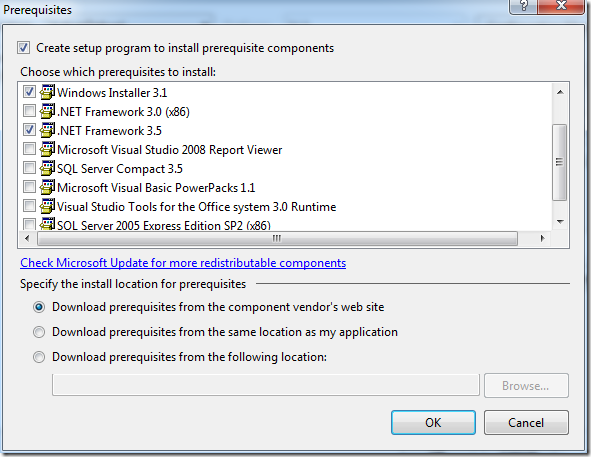 Prerequisites
Create setup program to install prerequisite components
Choose which prerequisites to install:
Windows Installer 3.1
.NET Framework 3.0 (x86)
.NET Framework 3.5
Microsoft Visual Studio 2008 Report Viewer
SQL Server Compact 3.5
Microsoft Visual Basic PowerPacks 1.1
Visual Studio Tools for the Office system 3.0 Runtime
SQL Server 2005 Express Edition SP2 (x86)
Check Microsoft Update for more redistributable components
Specify the install location for prerequisites
Download prerequisites from the component vendor's web site
Download prerequisites from the same location as my application
Download prerequisites from the following location:
Browse...
OK Cancel